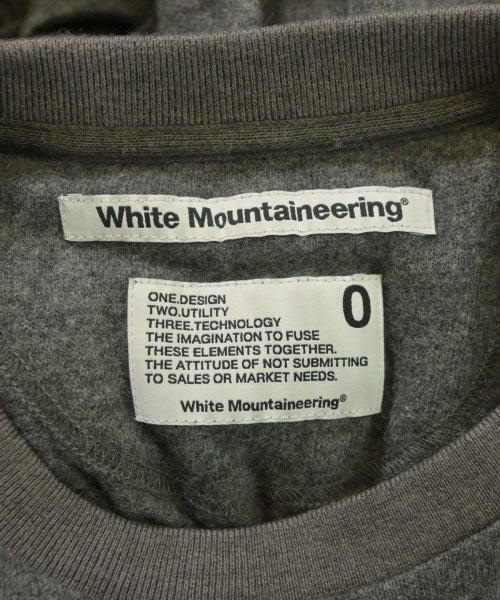 White Mountaineering®
0
ONE.DESIGN
TWO.UTILITY
THREE.TECHNOLOGY
THE IMAGINATION TO FUSE
THESE ELEMENTS TOGETHER.
THE ATTITUDE OF NOT SUBMITTING
TO SALES OR MARKET NEEDS.
White Mountaineering®